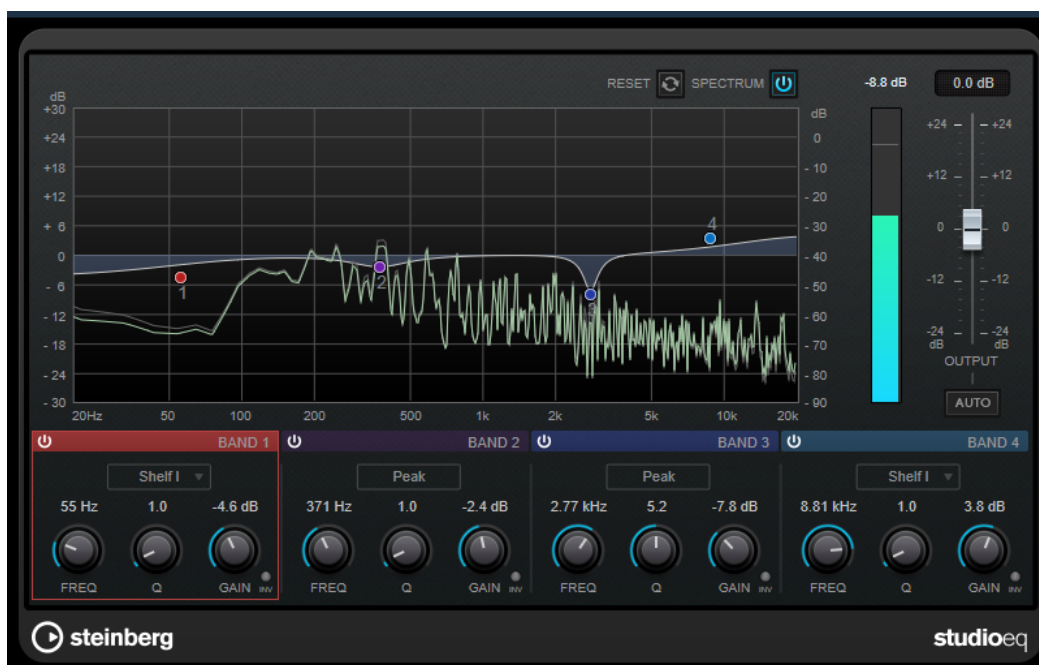 RESET SPECTRUM -8.8 dB 0.0 dB
dB
+30 dB
+24 0 +24 +24
+18 - 10
+12 - 20 +12 +12
+ 6 - 30 4
0 - 40 0 0
- 6 - 50 1 2 3
-12 - 60 -12 -12
- 18 - 70 -24 -24
dB dB
- 24 - 80 OUTPUT
- 30 - 90 AUTO
20Hz 50 100 200 500 1k 2k 5k 10k 20k
BAND 1 BAND 2 BAND 3 BAND 4
Shelf I Peak Peak Shelf I
55 Hz 1.0 -4.6 dB 371 Hz 1.0 -2.4 dB 2.77 kHz 5.2 -7.8 dB 8.81 kHz 1.0 3.8 dB
FREQ Q GAIN INV FREQ Q GAIN INV FREQ Q GAIN INV FREQ Q GAIN INV
steinberg studioeq